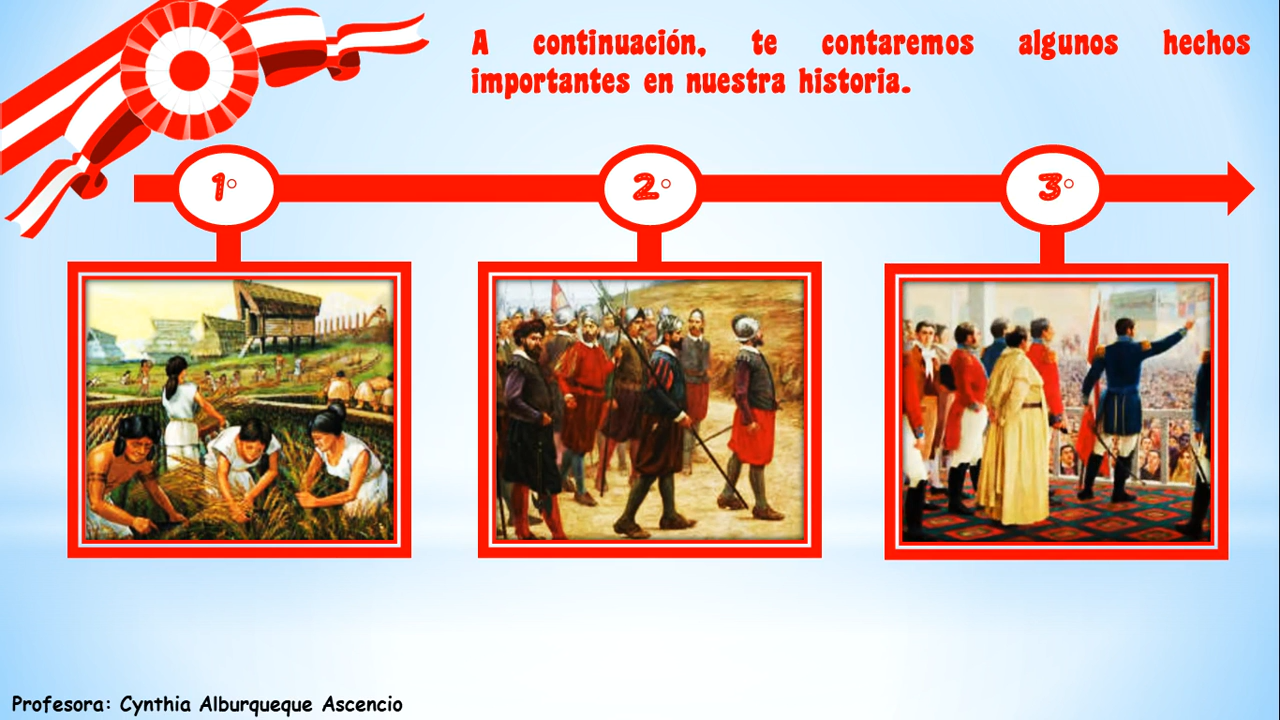 A continuación, te contaremos algunos hechos
importantes en nuestra historia.
1° 2° 3°
Profesora: Cynthia Alburqueque Ascencio